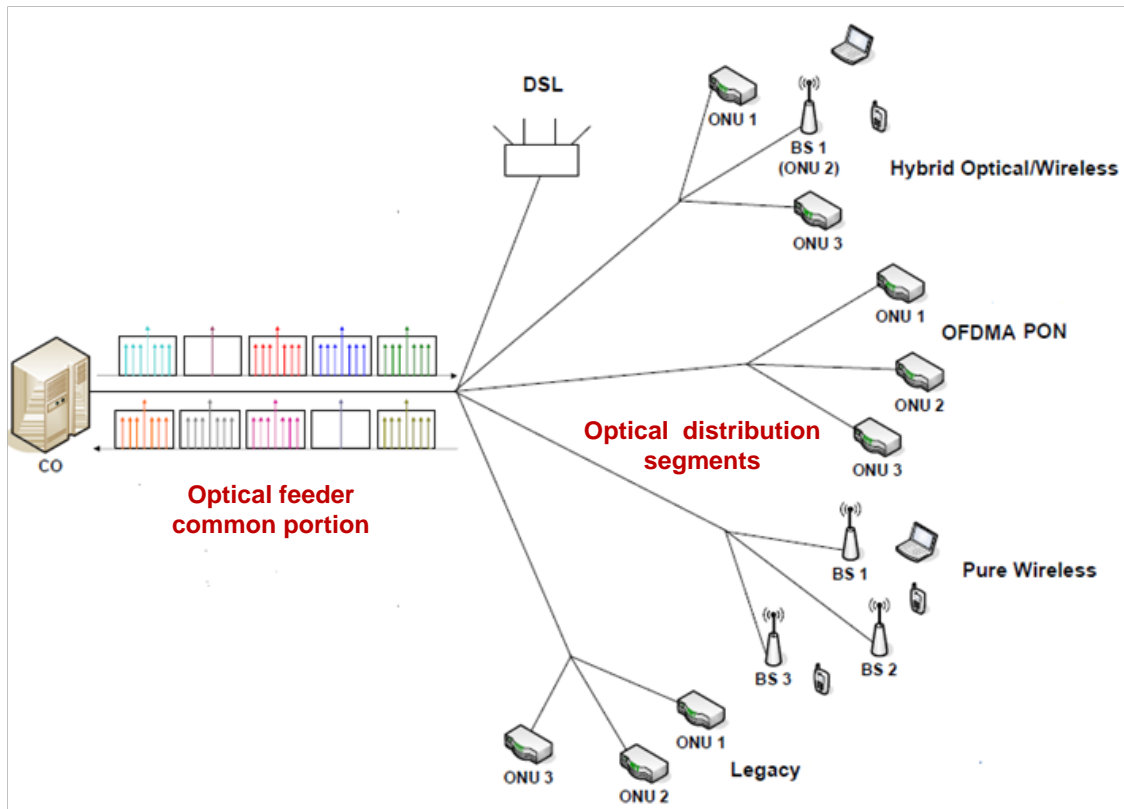 DSL
ONU 1
BS 1
(ONU 2)
Hybrid Optical/Wireless
ONU 3
ONU 1
OFDMA PON
ONU 2
ONU 3
Optical distribution
segments
CO
Optical feeder
common portion
BS 1
Pure Wireless
BS 2
BS 3
ONU 1
Legacy
ONU 3
ONU 2